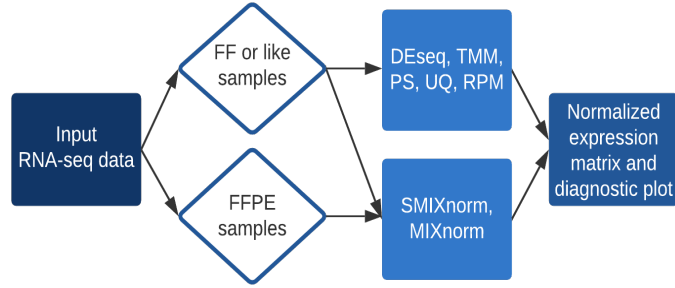 Input
RNA-seq data
FF or like
samples
FFPE
samples
DEseq, TMM,
PS, UQ, RPM
SMIXnorm,
MIXnorm
Normalized
expression
matrix and
diagnostic plot